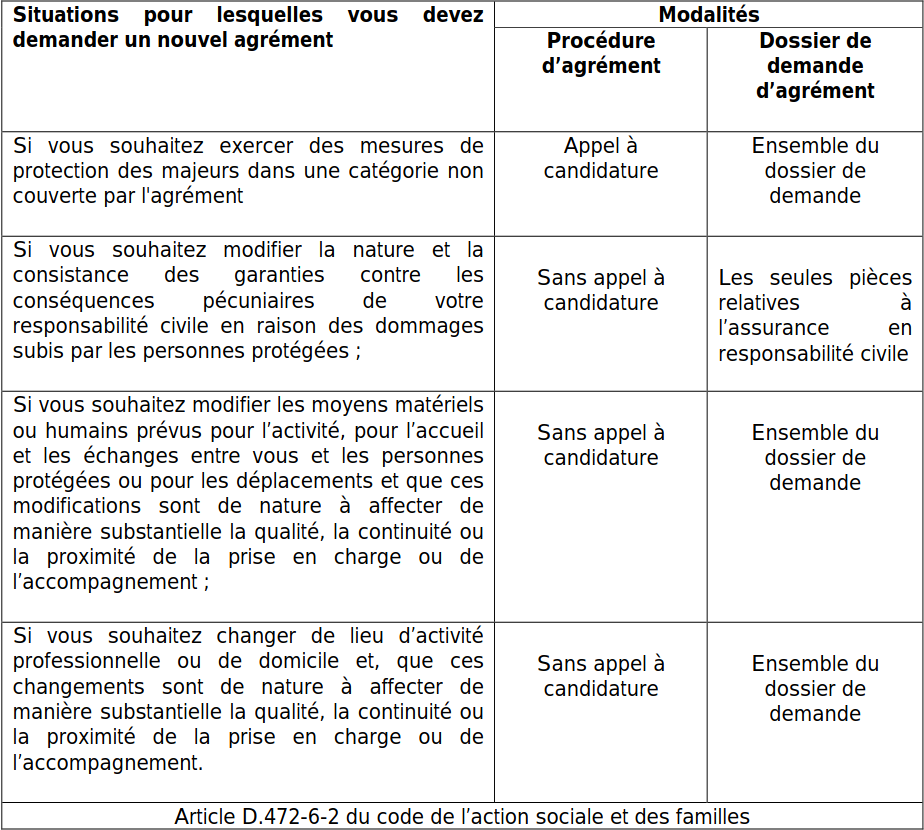 Situations pour lesquelles vous devez
demander un nouvel agrément
Modalités
Procédure
d’agrément
Dossier de
demande
d’agrément
Si vous souhaitez exercer des mesures de
protection des majeurs dans une catégorie non
couverte par l'agrément
Appel à
candidature
Ensemble du
dossier de
demande
Si vous souhaitez modifier la nature et la
consistance des garanties contre les
conséquences pécuniaires de votre
responsabilité civile en raison des dommages
subis par les personnes protégées ;
Sans appel à
candidature
Les seules pièces
relatives à
l’assurance en
responsabilité civile
Si vous souhaitez modifier les moyens matériels
ou humains prévus pour l’activité, pour l’accueil
et les échanges entre vous et les personnes
protégées ou pour les déplacements et que ces
modifications sont de nature à affecter de
manière substantielle la qualité, la continuité ou
la proximité de la prise en charge ou de
l’accompagnement ;
Sans appel à
candidature
Ensemble du
dossier de
demande
Si vous souhaitez changer de lieu d’activité
professionnelle ou de domicile et, que ces
changements sont de nature à affecter de
manière substantielle la qualité, la continuité ou
la proximité de la prise en charge ou de
l’accompagnement.
Sans appel à
candidature
Ensemble du
dossier de
demande
Article D.472-6-2 du code de l’action sociale et des familles